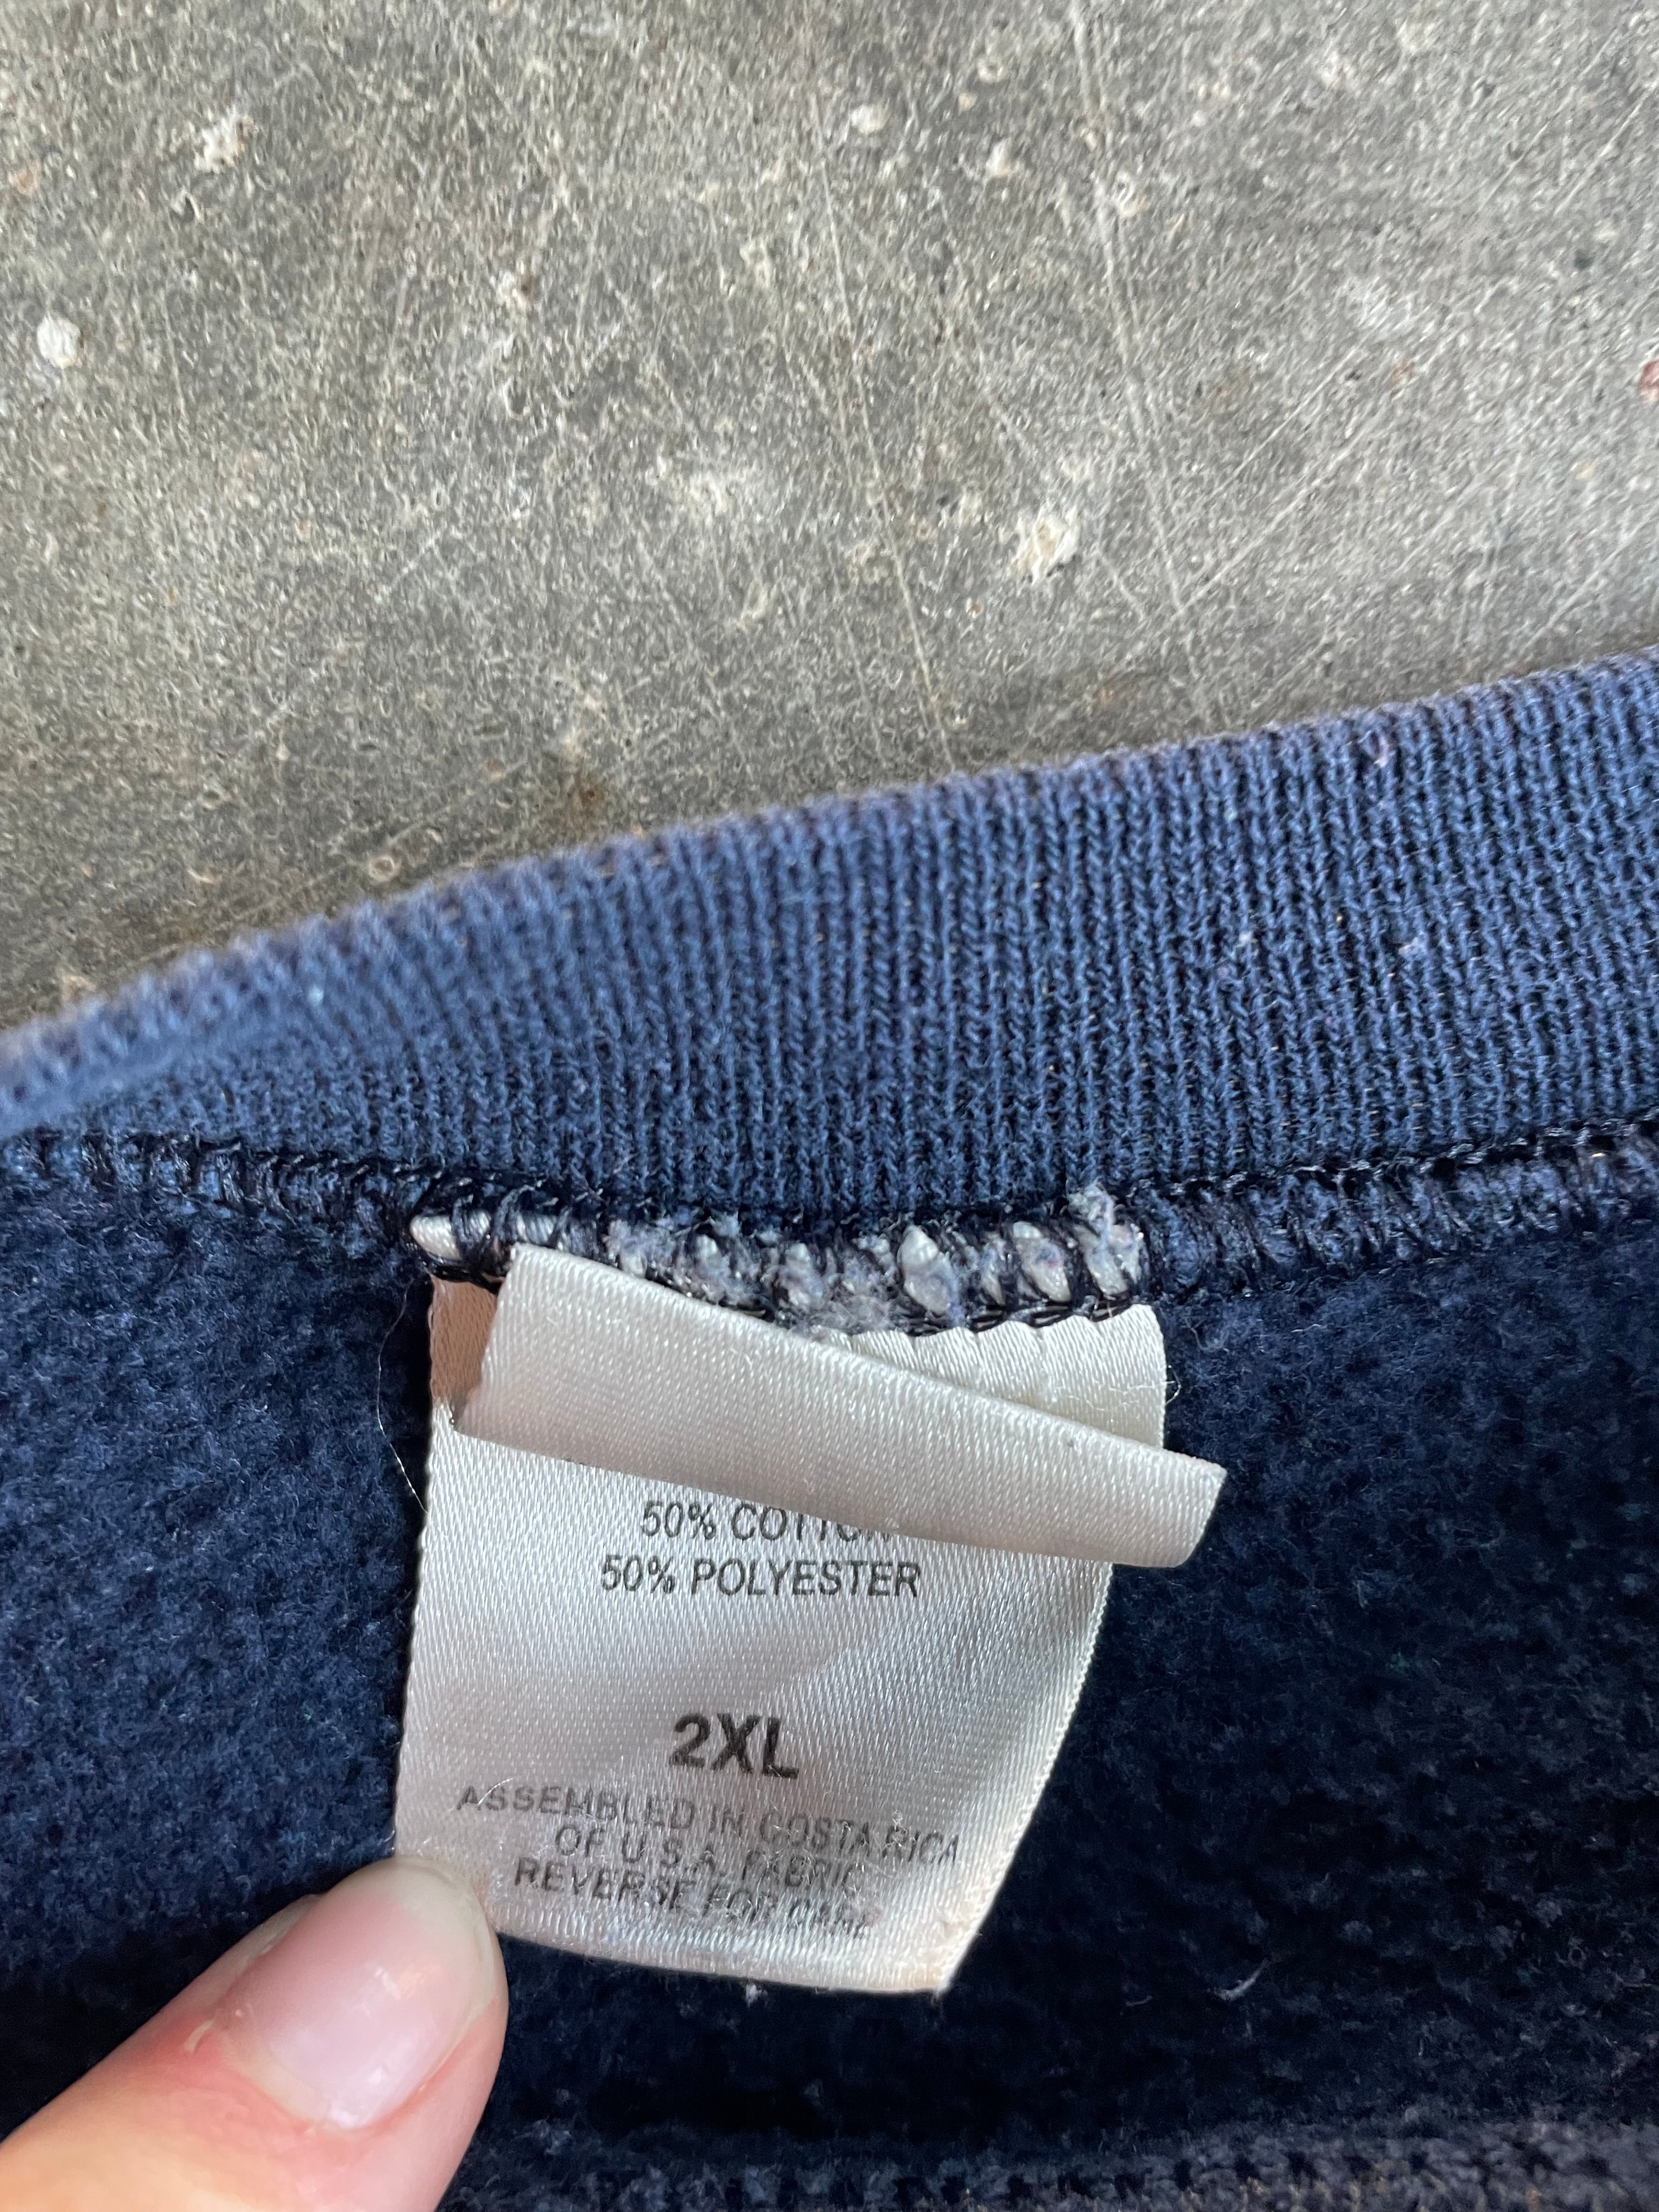 50% COTTON
50% POLYESTER
2XL
ASSEMBLED IN COSTA RICA
OF U.S.A. FABRIC
REVERSE FOR CARE